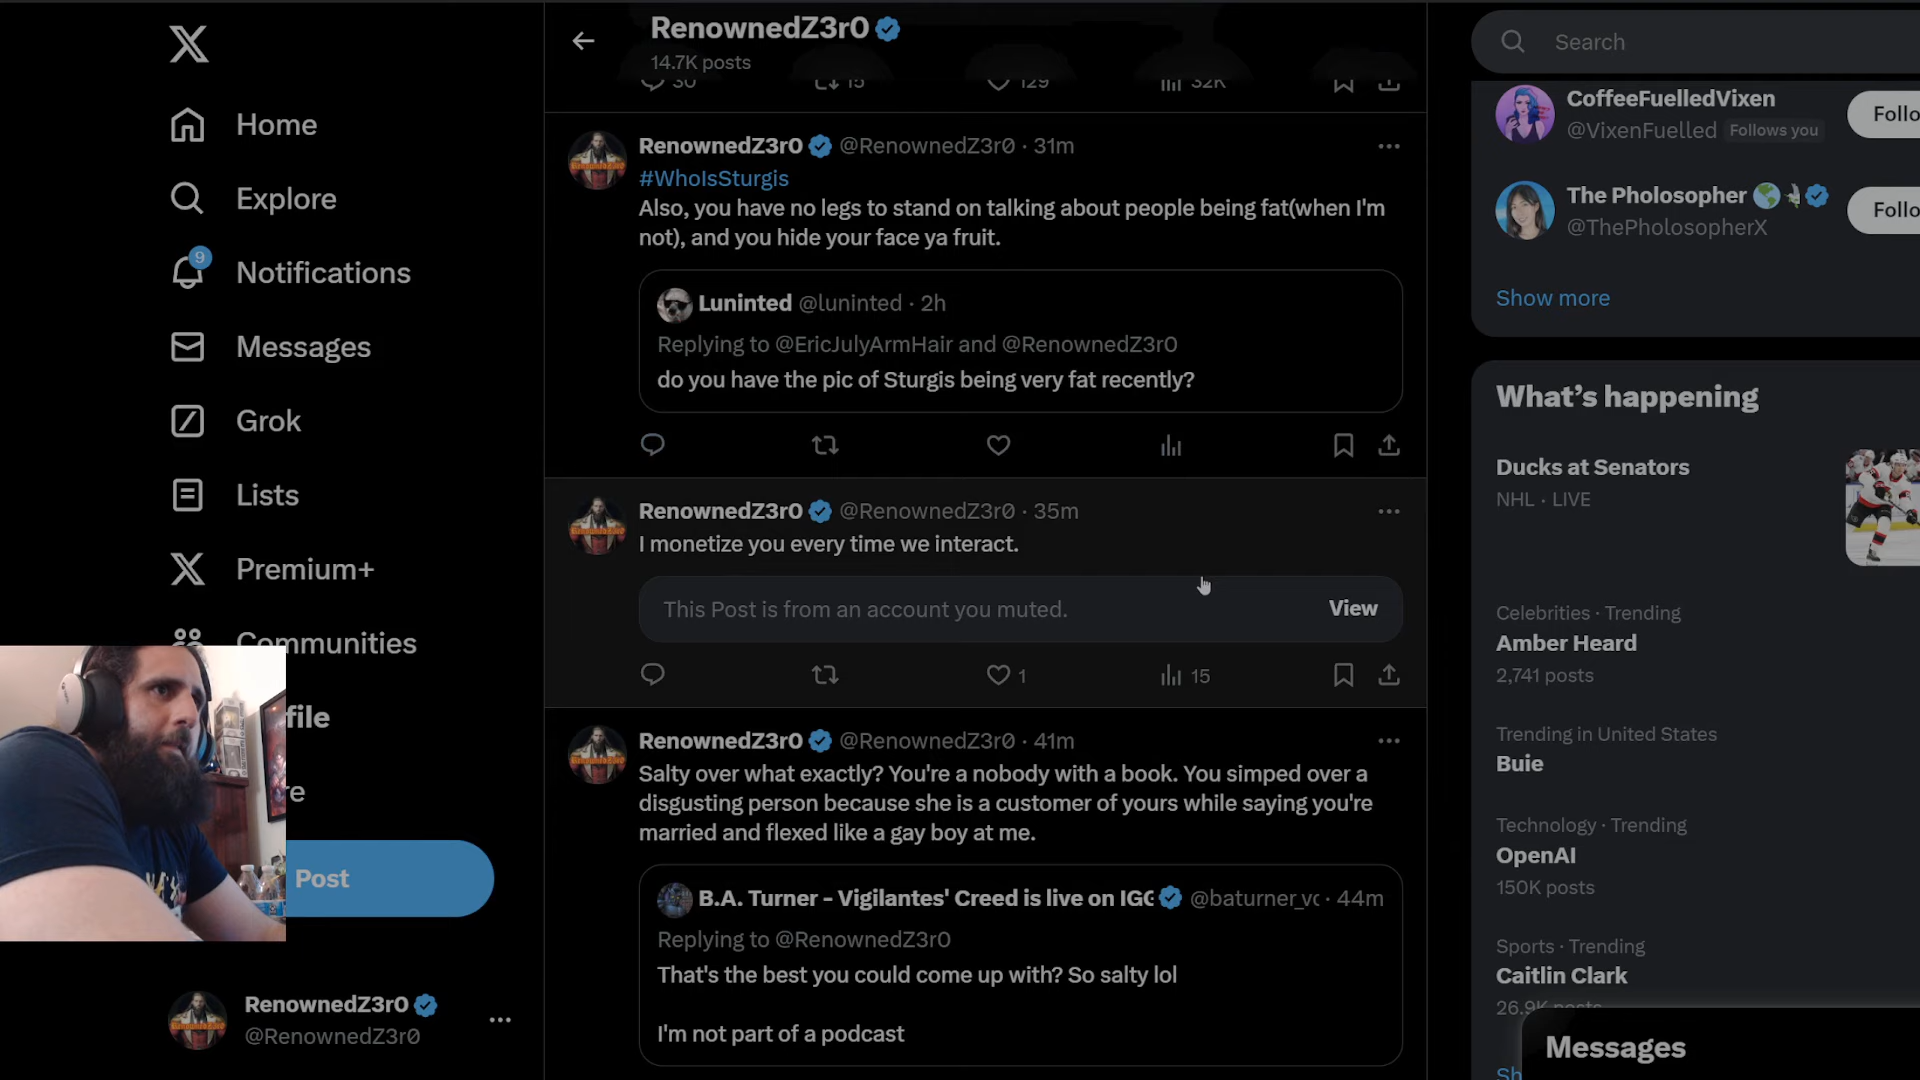 RenownedZ3r0
14.7K posts
30
15
129
32K
Search
Home
Explore
9
Notifications
Messages
Grok
Lists
Premium+
Communities
file
re
Post
RenownedZ3r0
@RenownedZ3r0
RenownedZ3r0 @RenownedZ3r0 · 31m
#WhoIsSturgis
Also, you have no legs to stand on talking about people being fat(when I'm
not), and you hide your face ya fruit.
Luninted @luninted · 2h
Replying to @EricJulyArmHair and @RenownedZ3r0
do you have the pic of Sturgis being very fat recently?
RenownedZ3r0 @RenownedZ3r0 · 35m
I monetize you every time we interact.
This Post is from an account you muted.
View
1
15
RenownedZ3r0 @RenownedZ3r0 · 41m
Salty over what exactly? You're a nobody with a book. You simped over a
disgusting person because she is a customer of yours while saying you're
married and flexed like a gay boy at me.
B.A. Turner - Vigilantes' Creed is live on IGG @baturner_vc · 44m
Replying to @RenownedZ3r0
That's the best you could come up with? So salty lol
I'm not part of a podcast
CoffeeFuelledVixen
@VixenFuelled Follows you
Follo
The Pholosopher
@ThePholosopherX
Follo
Show more
What's happening
Ducks at Senators
NHL · LIVE
Celebrities · Trending
Amber Heard
2,741 posts
Trending in United States
Buie
Technology · Trending
OpenAI
150K posts
Sports · Trending
Caitlin Clark
26.9K posts
Sh
Messages